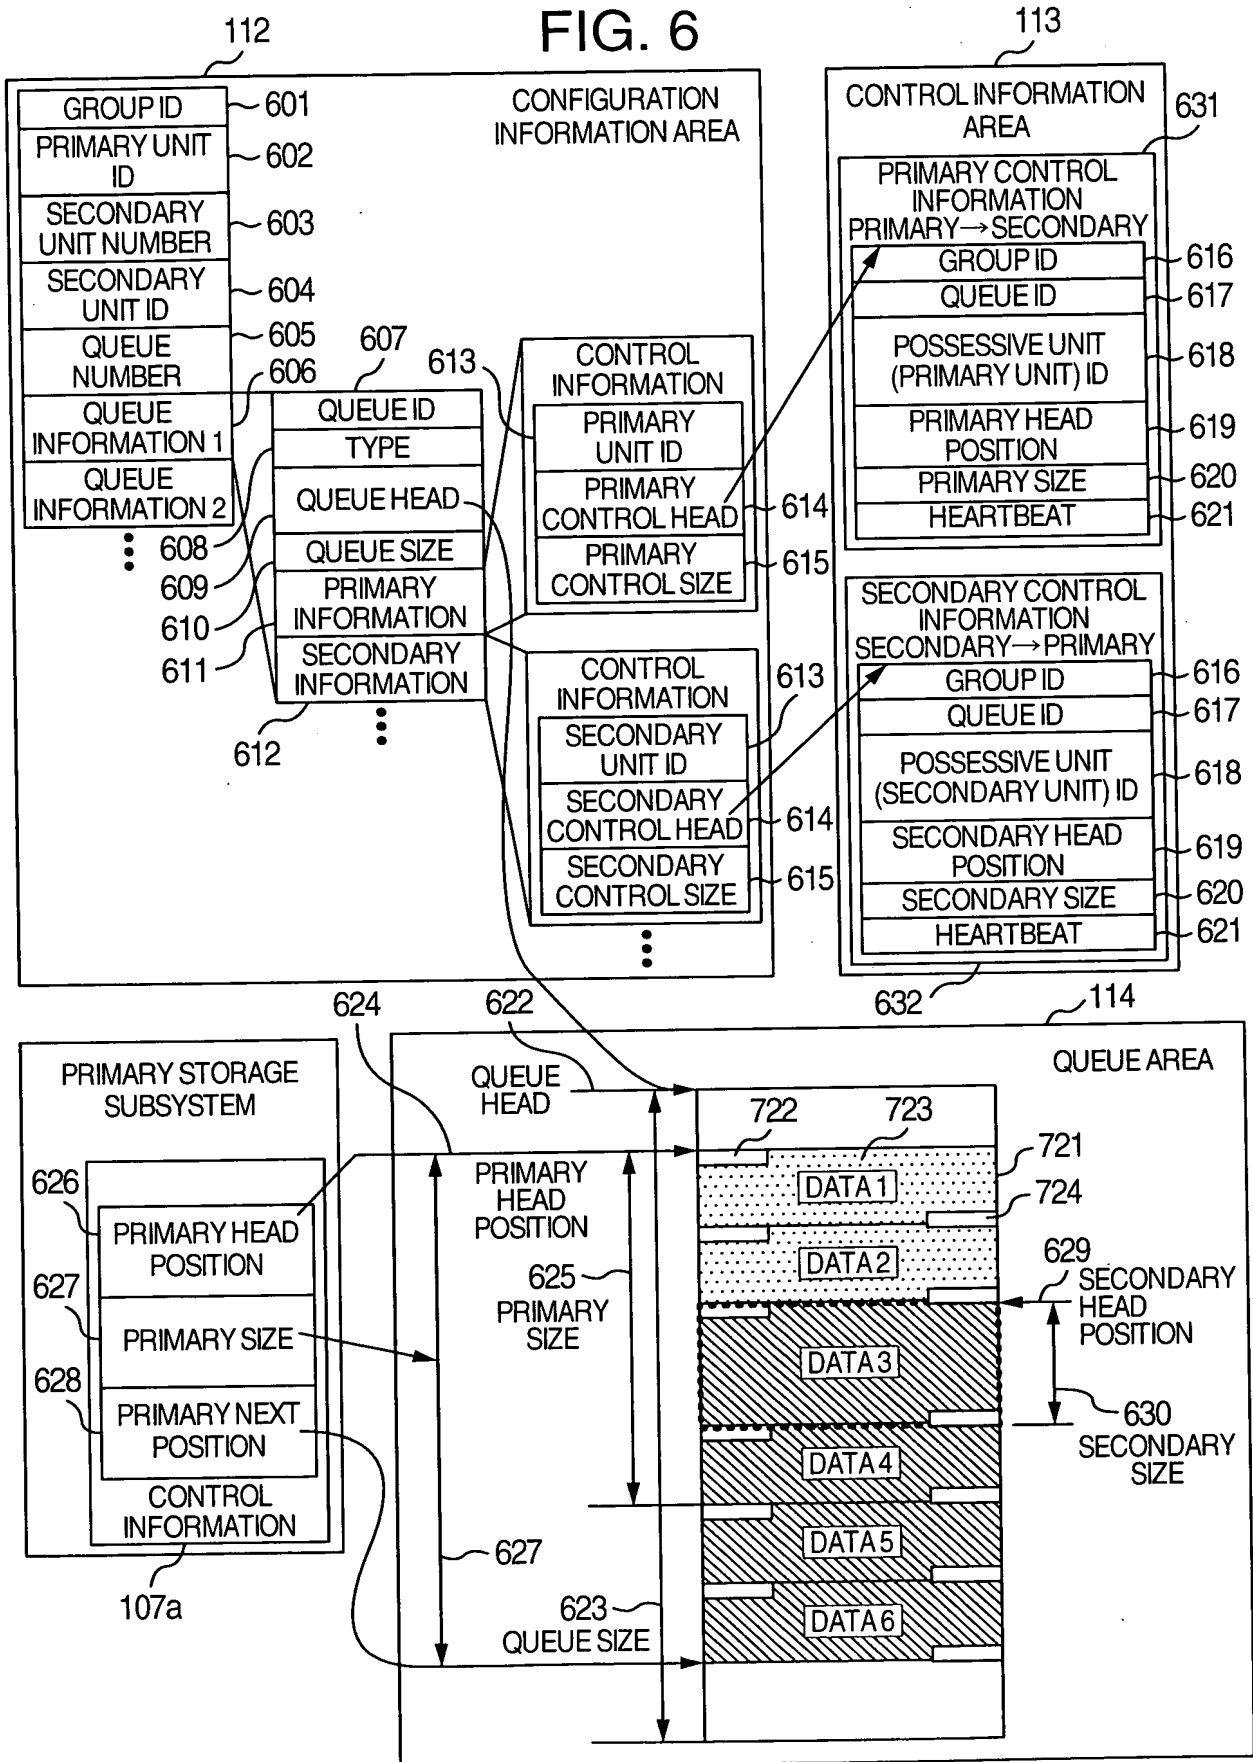 FIG. 6
112
CONFIGURATION
INFORMATION AREA
GROUP ID
601
PRIMARY UNIT
ID
602
SECONDARY
UNIT NUMBER
603
SECONDARY
UNIT ID
604
QUEUE
NUMBER
605
QUEUE
INFORMATION 1
606
QUEUE
INFORMATION 2
607
QUEUE ID
TYPE
QUEUE HEAD
QUEUE SIZE
PRIMARY
INFORMATION
SECONDARY
INFORMATION
608
609
610
611
612
613
CONTROL
INFORMATION
PRIMARY
UNIT ID
PRIMARY
CONTROL HEAD
614
PRIMARY
CONTROL SIZE
615
CONTROL
INFORMATION
613
SECONDARY
UNIT ID
SECONDARY
CONTROL HEAD
614
SECONDARY
CONTROL SIZE
615
113
CONTROL INFORMATION
AREA
631
PRIMARY CONTROL
INFORMATION
PRIMARY→SECONDARY
GROUP ID
616
QUEUE ID
617
POSSESSIVE UNIT
(PRIMARY UNIT) ID
618
PRIMARY HEAD
POSITION
619
PRIMARY SIZE
620
HEARTBEAT
621
SECONDARY CONTROL
INFORMATION
SECONDARY→PRIMARY
GROUP ID
616
QUEUE ID
617
POSSESSIVE UNIT
(SECONDARY UNIT) ID
618
SECONDARY HEAD
POSITION
619
SECONDARY SIZE
620
HEARTBEAT
621
632
PRIMARY STORAGE
SUBSYSTEM
626
PRIMARY HEAD
POSITION
627
PRIMARY SIZE
628
PRIMARY NEXT
POSITION
CONTROL
INFORMATION
107a
114
QUEUE AREA
624
622
QUEUE
HEAD
PRIMARY
HEAD
POSITION
625
PRIMARY
SIZE
627
623
QUEUE SIZE
722
723
721
724
DATA 1
DATA 2
DATA 3
DATA 4
DATA 5
DATA 6
629
SECONDARY
HEAD
POSITION
630
SECONDARY
SIZE